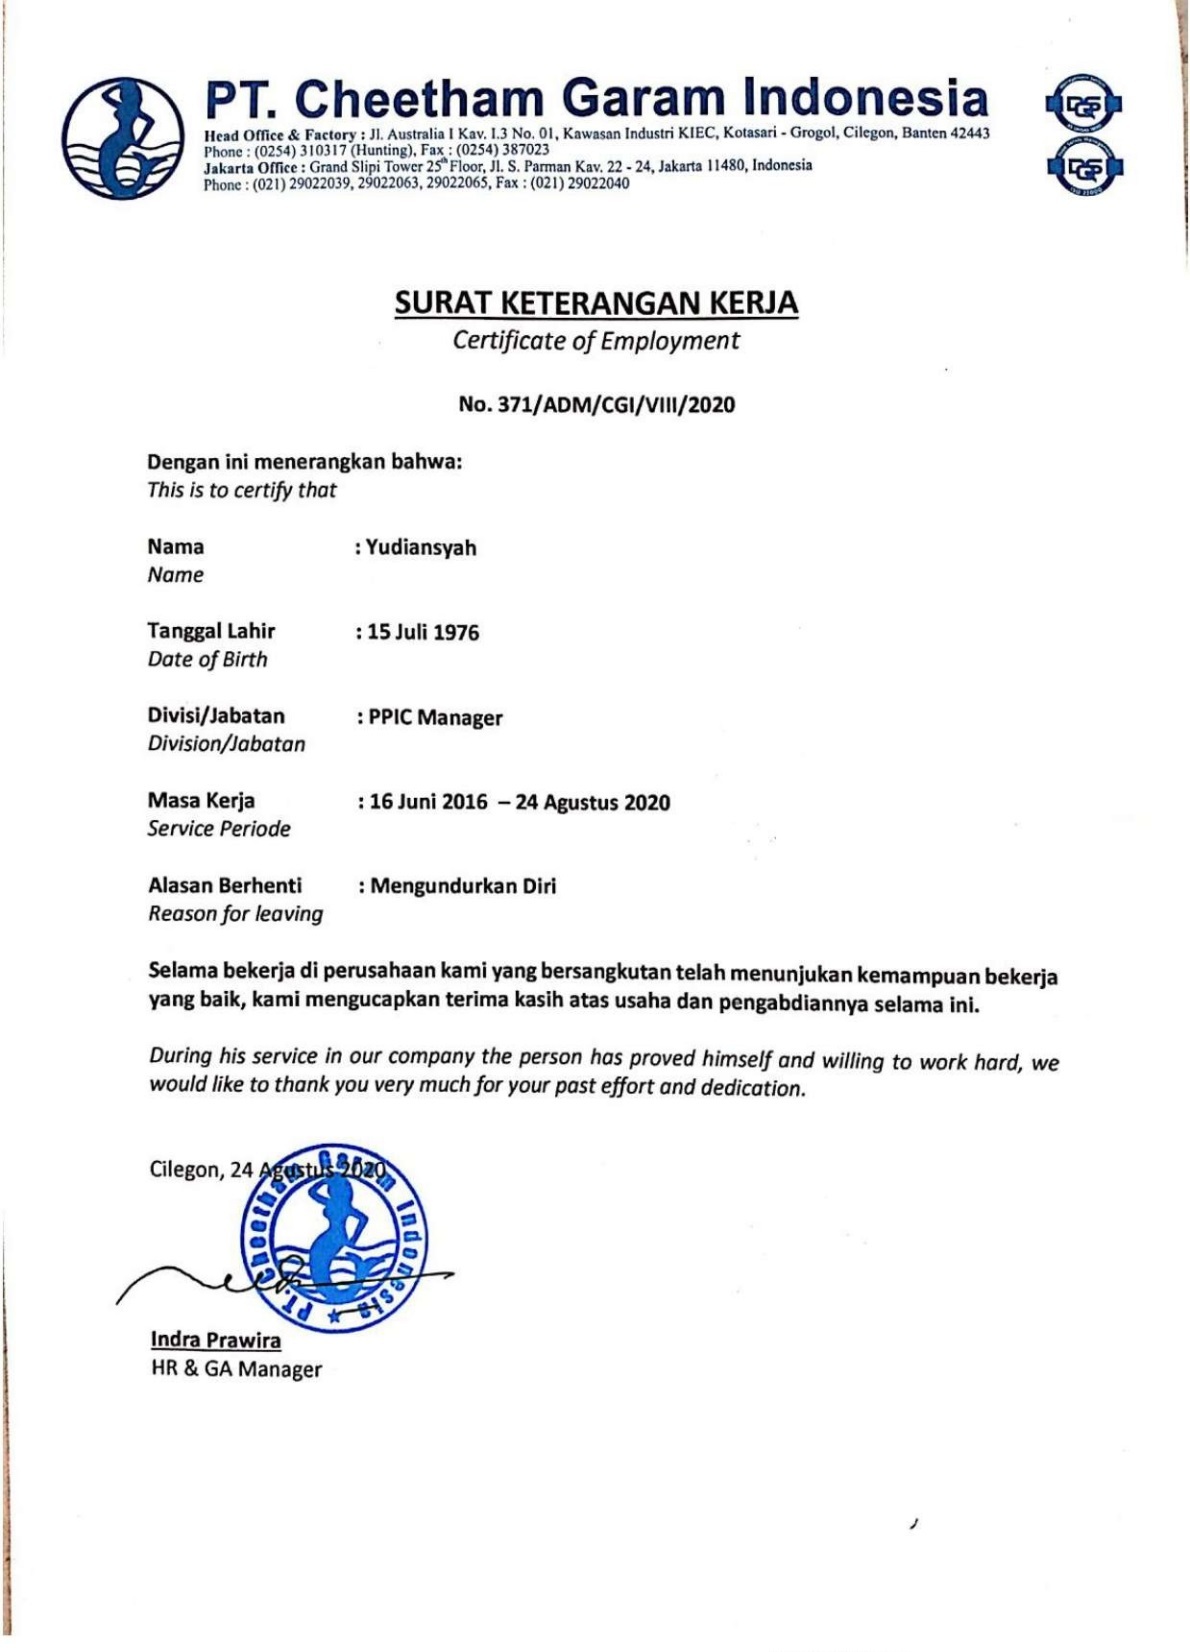 PT. Cheetham Garam Indonesia
Head Office & Factory : Jl. Australia I Kav. I.3 No. 01, Kawasan Industri KIEC, Kotasari - Grogol, Cilegon, Banten 42443
Phone : (0254) 310317 (Hunting), Fax : (0254) 387023
Jakarta Office : Grand Slipi Tower 25th Floor, Jl. S. Parman Kav. 22 - 24, Jakarta 11480, Indonesia
Phone : (021) 29022039, 29022063, 29022065, Fax : (021) 29022040
DQS
DQS
ISO 22000
SURAT KETERANGAN KERJA
Certificate of Employment
No. 371/ADM/CGI/VIII/2020
Dengan ini menerangkan bahwa:
This is to certify that
Nama : Yudiansyah
Name
Tanggal Lahir : 15 Juli 1976
Date of Birth
Divisi/Jabatan : PPIC Manager
Division/Jabatan
Masa Kerja : 16 Juni 2016 – 24 Agustus 2020
Service Periode
Alasan Berhenti : Mengundurkan Diri
Reason for leaving
Selama bekerja di perusahaan kami yang bersangkutan telah menunjukan kemampuan bekerja
yang baik, kami mengucapkan terima kasih atas usaha dan pengabdiannya selama ini.
During his service in our company the person has proved himself and willing to work hard, we
would like to thank you very much for your past effort and dedication.
Cilegon, 24 Agustus 2020
PT. Cheetham Garam Indonesia
Indra Prawira
HR & GA Manager